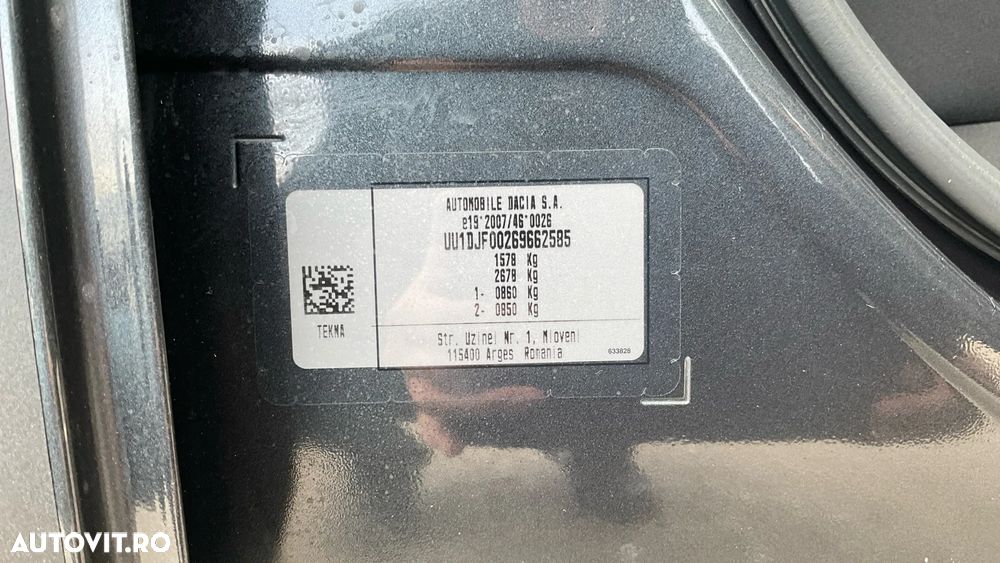 AUTOMOBILE DACIA S.A.
e19*2007/46*0026
UU1DJF00269662585
1578 Kg
2678 Kg
1- 0860 Kg
2- 0850 Kg
TEKNA
Str. Uzinei Nr. 1, Mioveni
115400 Arges Romania
633828
AUTOVIT.RO